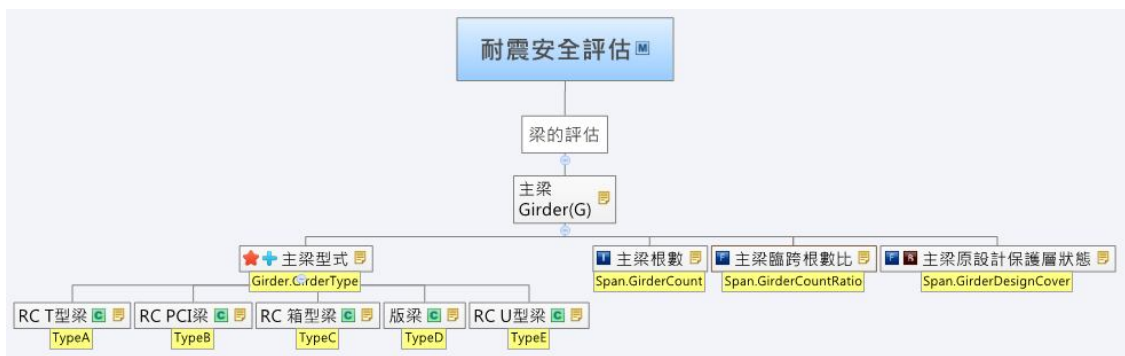 耐震安全評估 M
梁的評估
主梁
Girder(G)
主梁型式
Girder.GirderType
I 主梁根數
Span.GirderCount
F 主梁臨跨根數比
Span.GirderCountRatio
F R 主梁原設計保護層狀態
Span.GirderDesignCover
RC T型梁 C
TypeA
RC PCI梁 C
TypeB
RC 箱型梁 C
TypeC
版梁 C
TypeD
RC U型梁 C
TypeE